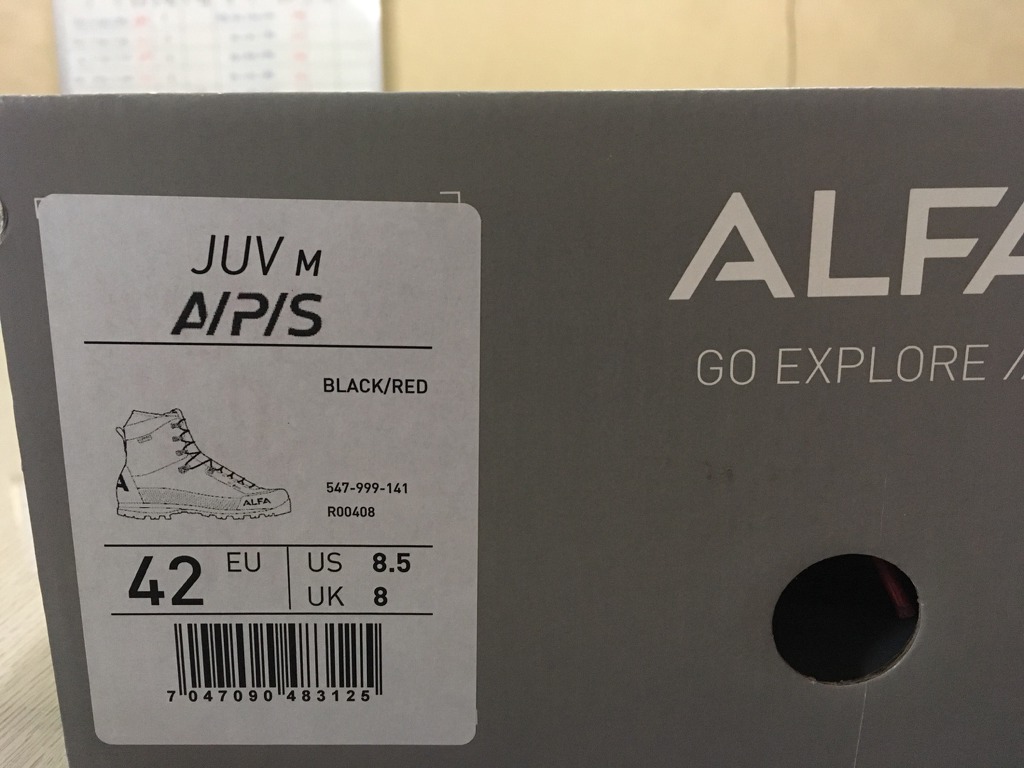 JUV M
A/P/S
BLACK/RED
ALFA
547-999-141
R00408
42 EU
US 8.5
UK 8
7 047090 483125
ALFA
GO EXPLORE